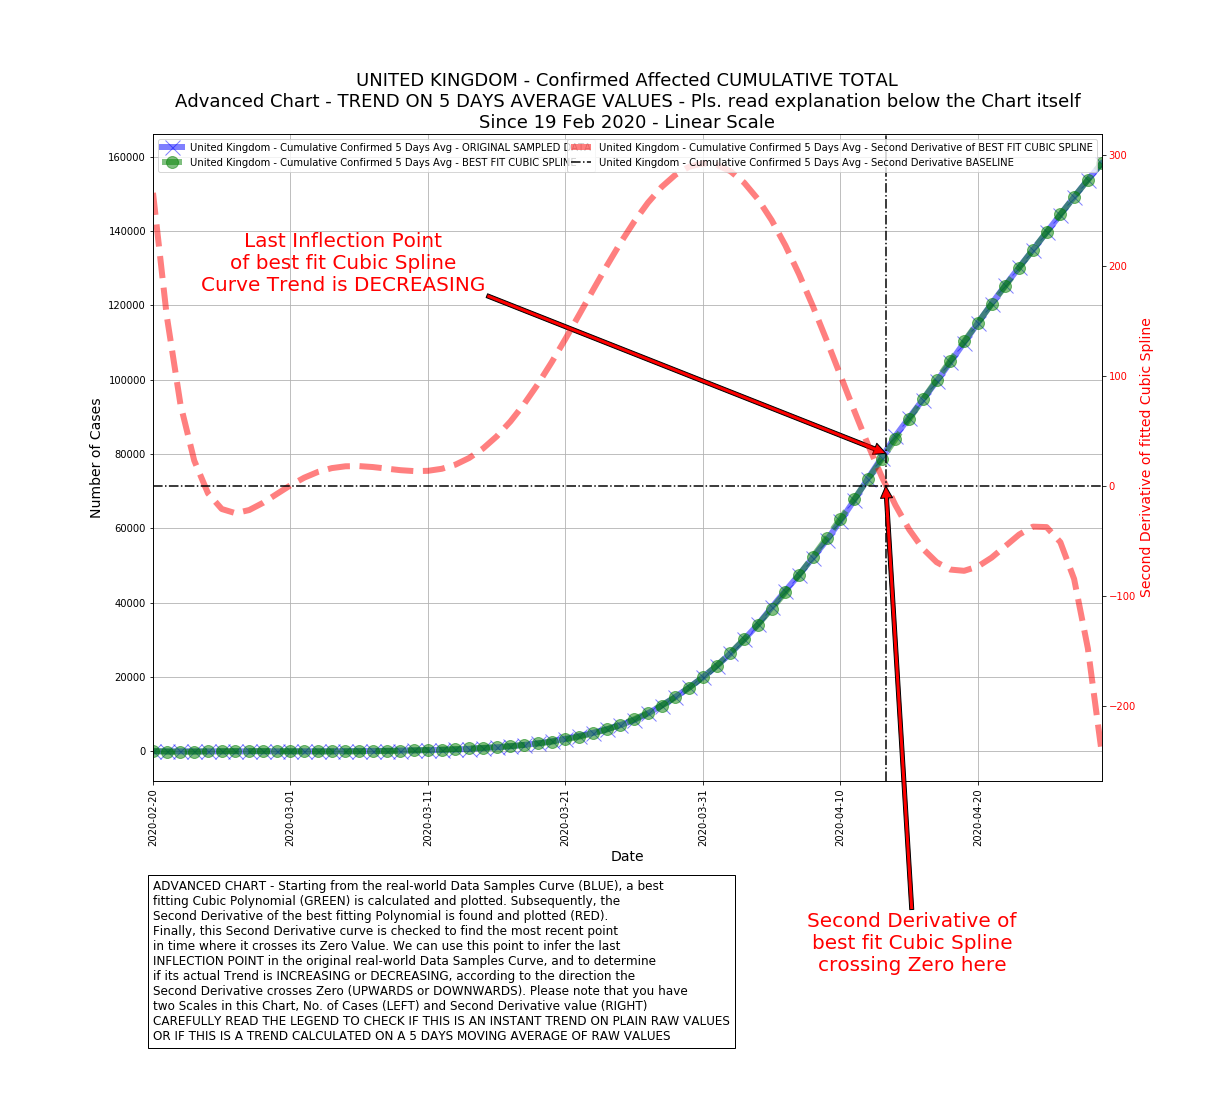 UNITED KINGDOM - Confirmed Affected CUMULATIVE TOTAL
Advanced Chart - TREND ON 5 DAYS AVERAGE VALUES - Pls. read explanation below the Chart itself
Since 19 Feb 2020 - Linear Scale
United Kingdom - Cumulative Confirmed 5 Days Avg - ORIGINAL SAMPLED DATA
United Kingdom - Cumulative Confirmed 5 Days Avg - BEST FIT CUBIC SPLINE
United Kingdom - Cumulative Confirmed 5 Days Avg - Second Derivative of BEST FIT CUBIC SPLINE
United Kingdom - Cumulative Confirmed 5 Days Avg - Second Derivative BASELINE
Last Inflection Point
of best fit Cubic Spline
Curve Trend is DECREASING
Number of Cases
160000
140000
120000
100000
80000
60000
40000
20000
0
300
200
100
0
−100
−200
Second Derivative of fitted Cubic Spline
2020-02-20
2020-03-01
2020-03-11
2020-03-21
2020-03-31
2020-04-10
2020-04-20
Date
Second Derivative of
best fit Cubic Spline
crossing Zero here
ADVANCED CHART - Starting from the real-world Data Samples Curve (BLUE), a best
fitting Cubic Polynomial (GREEN) is calculated and plotted. Subsequently, the
Second Derivative of the best fitting Polynomial is found and plotted (RED).
Finally, this Second Derivative curve is checked to find the most recent point
in time where it crosses its Zero Value. We can use this point to infer the last
INFLECTION POINT in the original real-world Data Samples Curve, and to determine
if its actual Trend is INCREASING or DECREASING, according to the direction the
Second Derivative crosses Zero (UPWARDS or DOWNWARDS). Please note that you have
two Scales in this Chart, No. of Cases (LEFT) and Second Derivative value (RIGHT)
CAREFULLY READ THE LEGEND TO CHECK IF THIS IS AN INSTANT TREND ON PLAIN RAW VALUES
OR IF THIS IS A TREND CALCULATED ON A 5 DAYS MOVING AVERAGE OF RAW VALUES